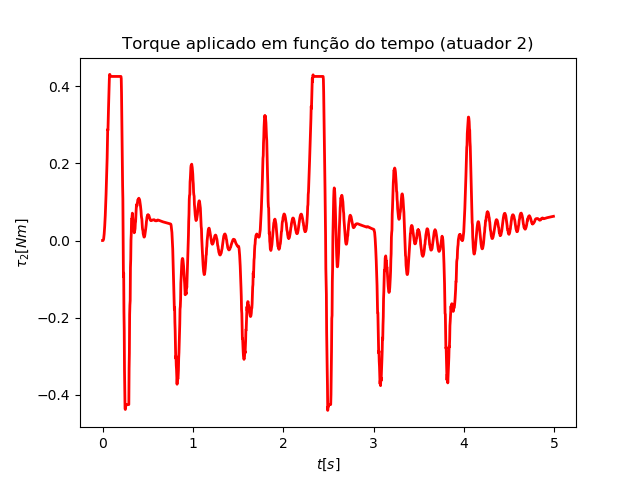 Torque aplicado em função do tempo (atuador 2)
τ₂[Nm]
0.4
0.2
0.0
−0.2
−0.4
0 1 2 3 4 5
t[s]